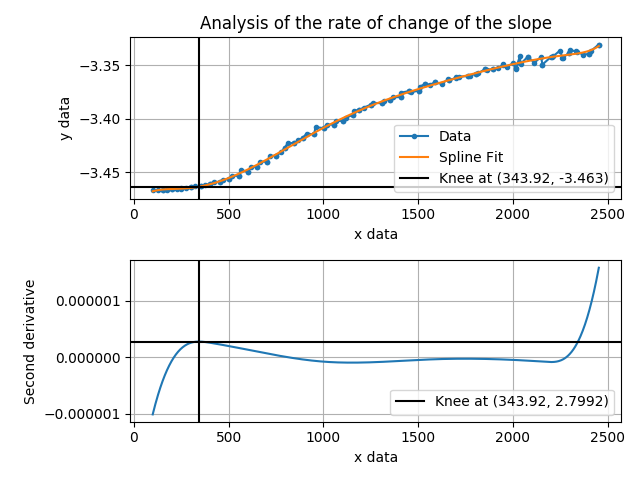 Analysis of the rate of change of the slope
−3.35
−3.40
−3.45
y data
Data
Spline Fit
Knee at (343.92, -3.463)
0 500 1000 1500 2000 2500
x data
0.000001
0.000000
−0.000001
Second derivative
Knee at (343.92, 2.7992)
0 500 1000 1500 2000 2500
x data